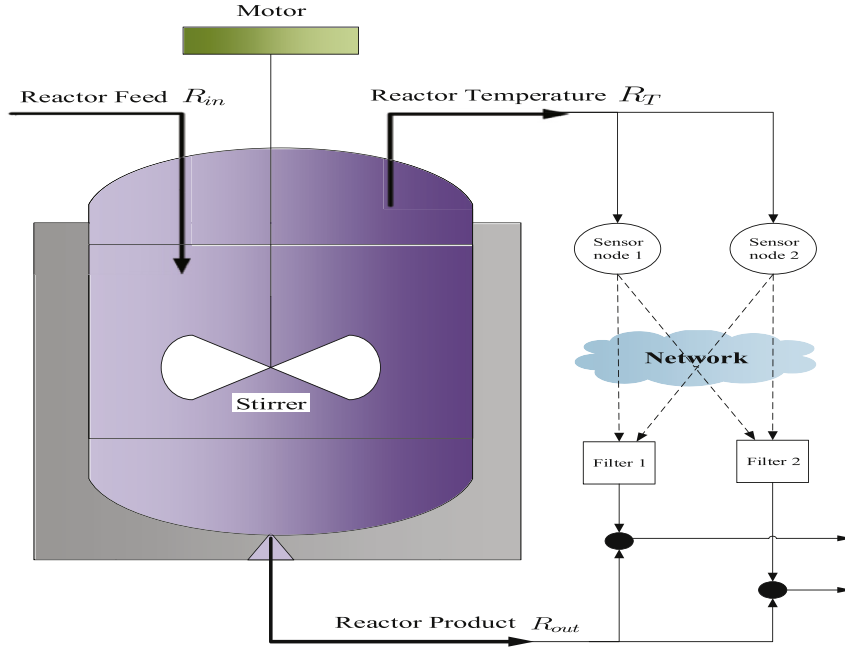 Motor
Reactor Feed R_in
Reactor Temperature R_T
Sensor
node 1
Sensor
node 2
Network
Stirrer
Filter 1
Filter 2
Reactor Product R_out